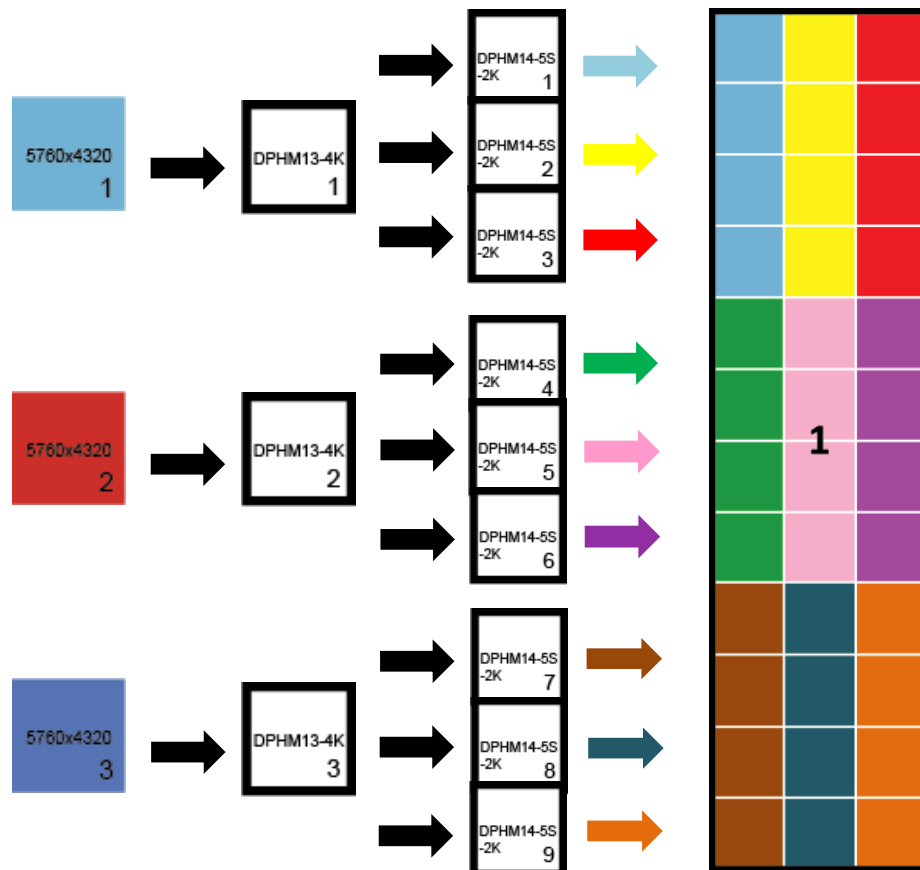 5760x4320
1
DPHM13-4K
1
DPHM14-5S
-2K
1
DPHM14-5S
-2K
2
DPHM14-5S
-2K
3
5760x4320
2
DPHM13-4K
2
DPHM14-5S
-2K
4
DPHM14-5S
-2K
5
DPHM14-5S
-2K
6
5760x4320
3
DPHM13-4K
3
DPHM14-5S
-2K
7
DPHM14-5S
-2K
8
DPHM14-5S
-2K
9
1